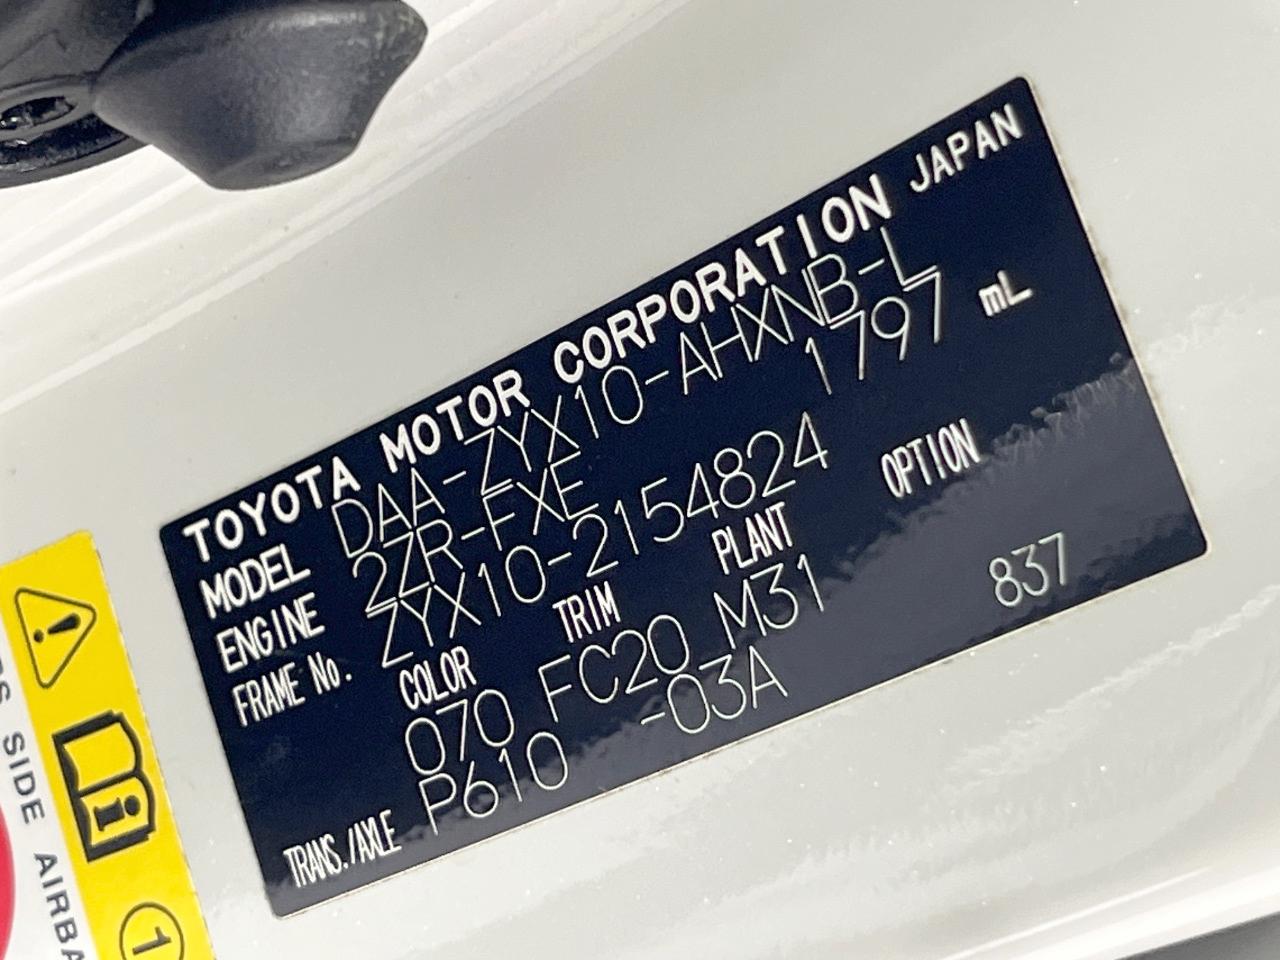 TOYOTA MOTOR CORPORATION JAPAN
MODEL DAA-ZYX10-AHXNB-L
ENGINE 2ZR-FXE 1797 mL
FRAME No. ZYX10-2154824
COLOR TRIM PLANT OPTION
070 FC20 M31 837
TRANS./AXLE P610 -03A
SIDE AIRBA
1